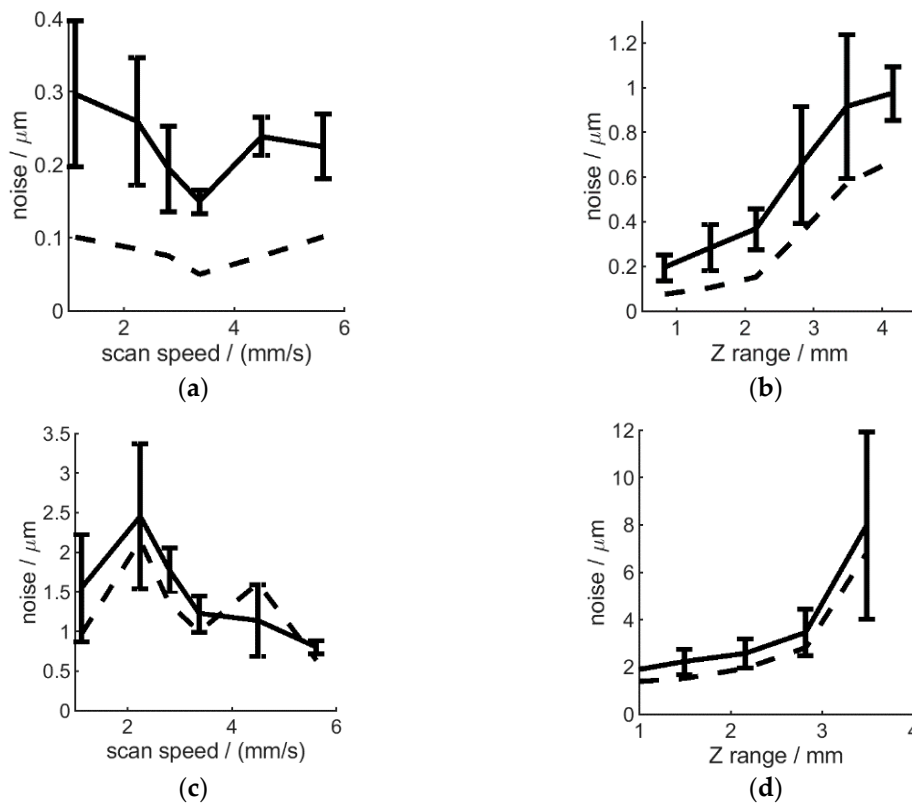 0.4
0.3
0.2
0.1
0
noise / μm
2 4 6
scan speed / (mm/s)
(a)
1.2
1
0.8
0.6
0.4
0.2
0
noise / μm
1 2 3 4
Z range / mm
(b)
3.5
3
2.5
2
1.5
1
0.5
0
noise / μm
2 4 6
scan speed / (mm/s)
(c)
12
10
8
6
4
2
0
noise / μm
1 2 3 4
Z range / mm
(d)